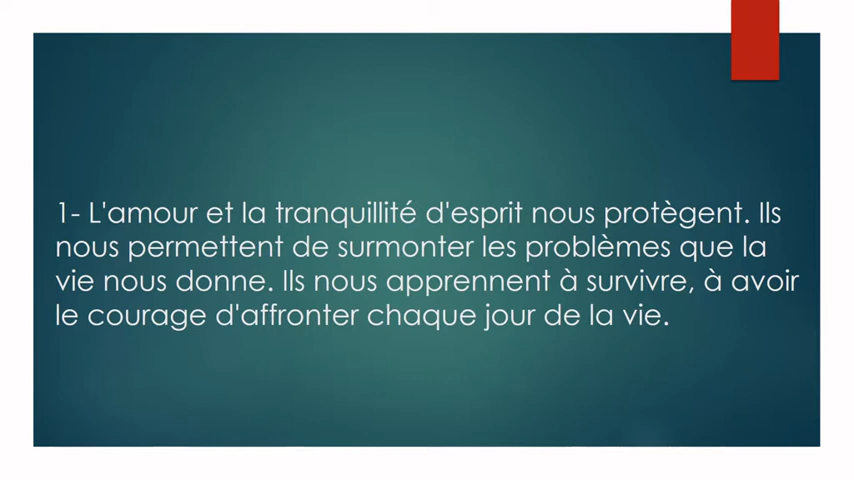 1- L'amour et la tranquillité d'esprit nous protègent. Ils
nous permettent de surmonter les problèmes que la
vie nous donne. Ils nous apprennent à survivre, à avoir
le courage d'affronter chaque jour de la vie.